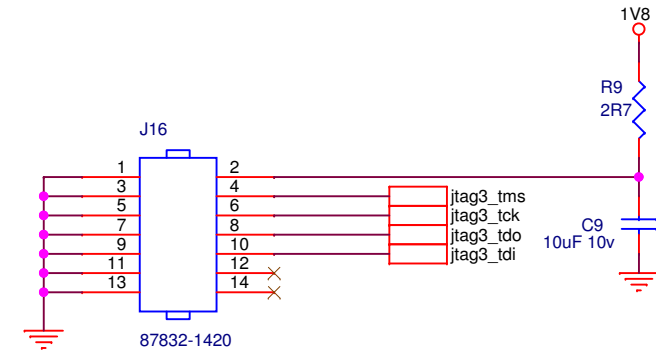 1V8
R9
2R7
J16
1 2
3 4
5 6
7 8
9 10
11 12
13 14
jtag3_tms
jtag3_tck
jtag3_tdo
jtag3_tdi
C9
10uF 10v
87832-1420